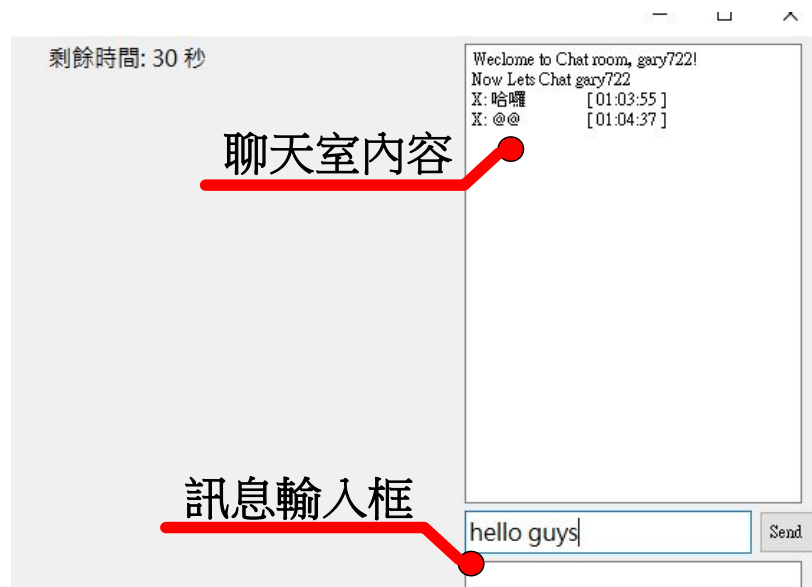 剩餘時間: 30 秒
Weclome to Chat room, gary722!
Now Lets Chat gary722
X: 哈囉 [ 01:03:55 ]
X: @@ [ 01:04:37 ]
聊天室內容
訊息輸入框
hello guys
Send